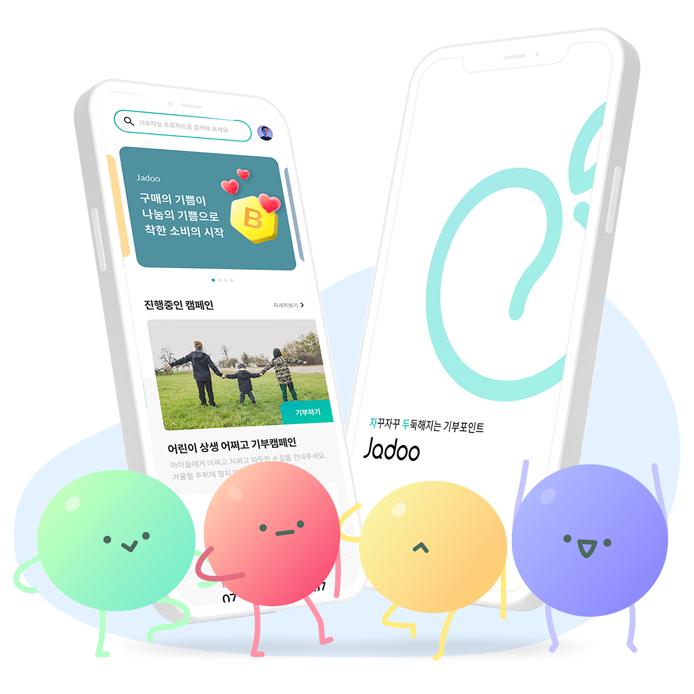 기부하실 프로젝트를 검색해 보세요
Jadoo
구매의 기쁨이
나눔의 기쁨으로
착한 소비의 시작
B
진행중인 캠페인
자세히보기
기부하기
어린이 상생 어쩌고 기부캠페인
아이들에게 어쩌고 저쩌고 따듯한 손길을 건네주세요.
겨울철 추위에
07
자꾸자꾸 두둑해지는 기부포인트
Jadoo